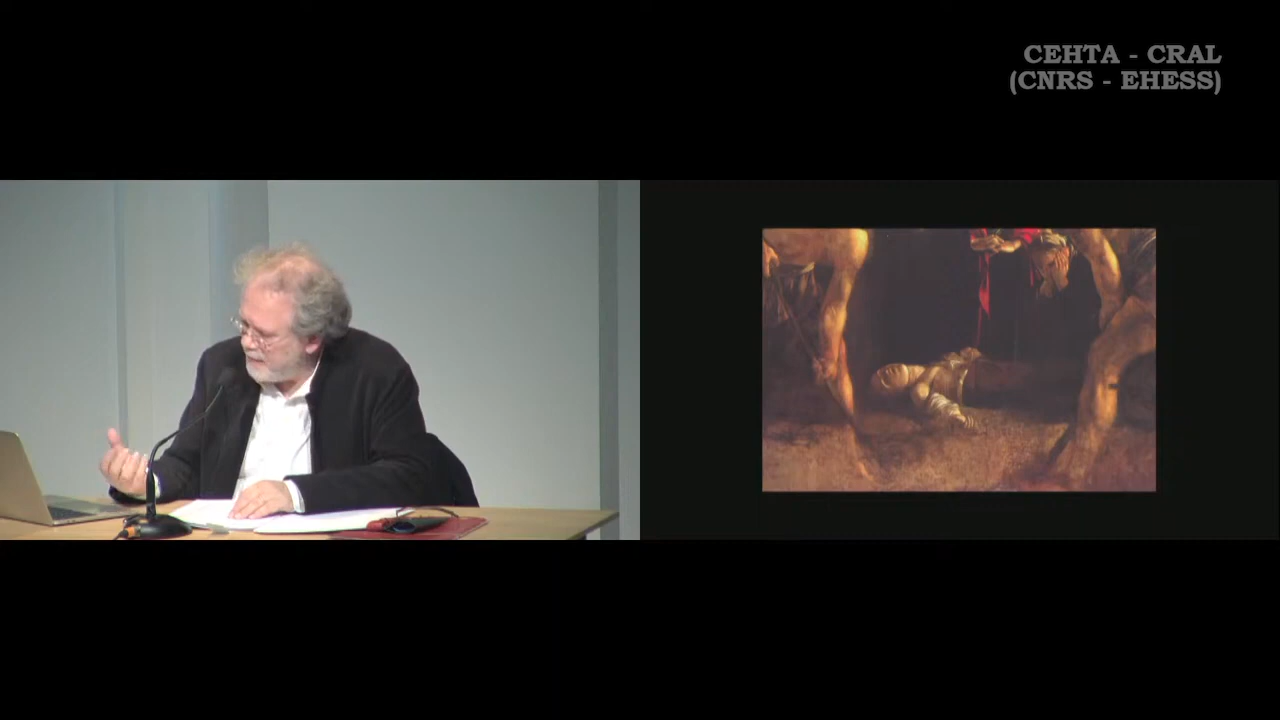 CEHTA - CRAL
(CNRS - EHESS)